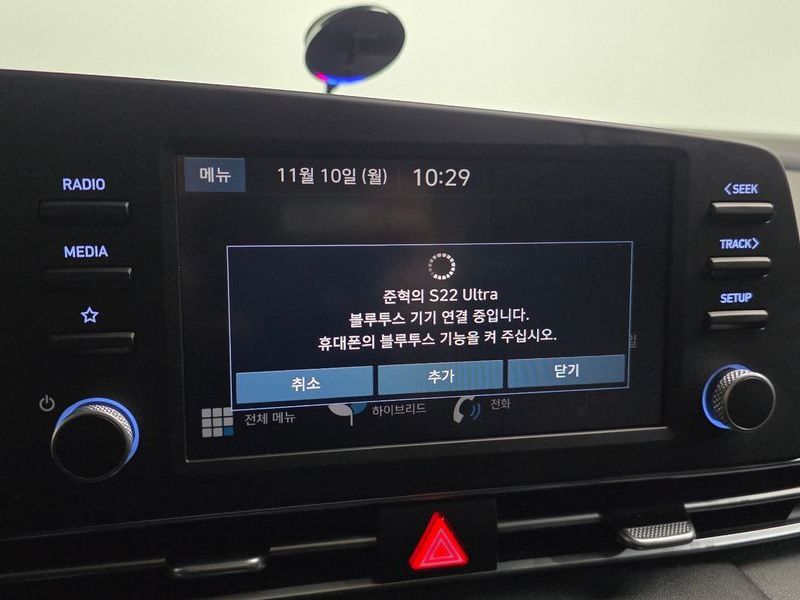 메뉴 11월 10일 (월) 10:29
RADIO
MEDIA
<SEEK
TRACK>
SETUP
준혁의 S22 Ultra
블루투스 기기 연결 중입니다.
휴대폰의 블루투스 기능을 켜 주십시오.
취소 추가 닫기
전체 메뉴 하이브리드 전화
일